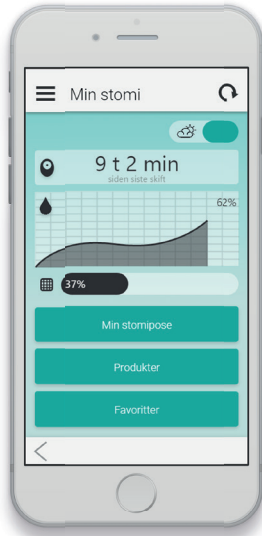 Min stomi
9 t 2 min
siden siste skift
62%
37%
Min stomipose
Produkter
Favoritter